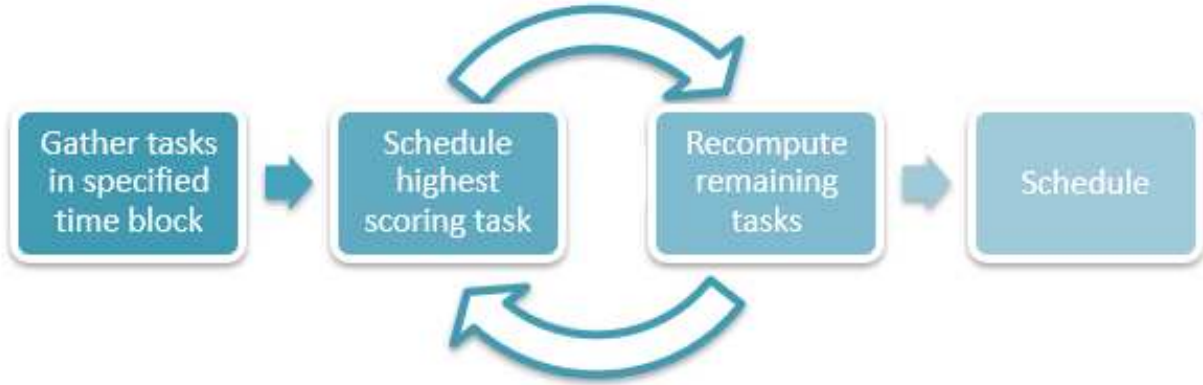 Gather tasks
in specified
time block
Schedule
highest
scoring task
Recompute
remaining
tasks
Schedule